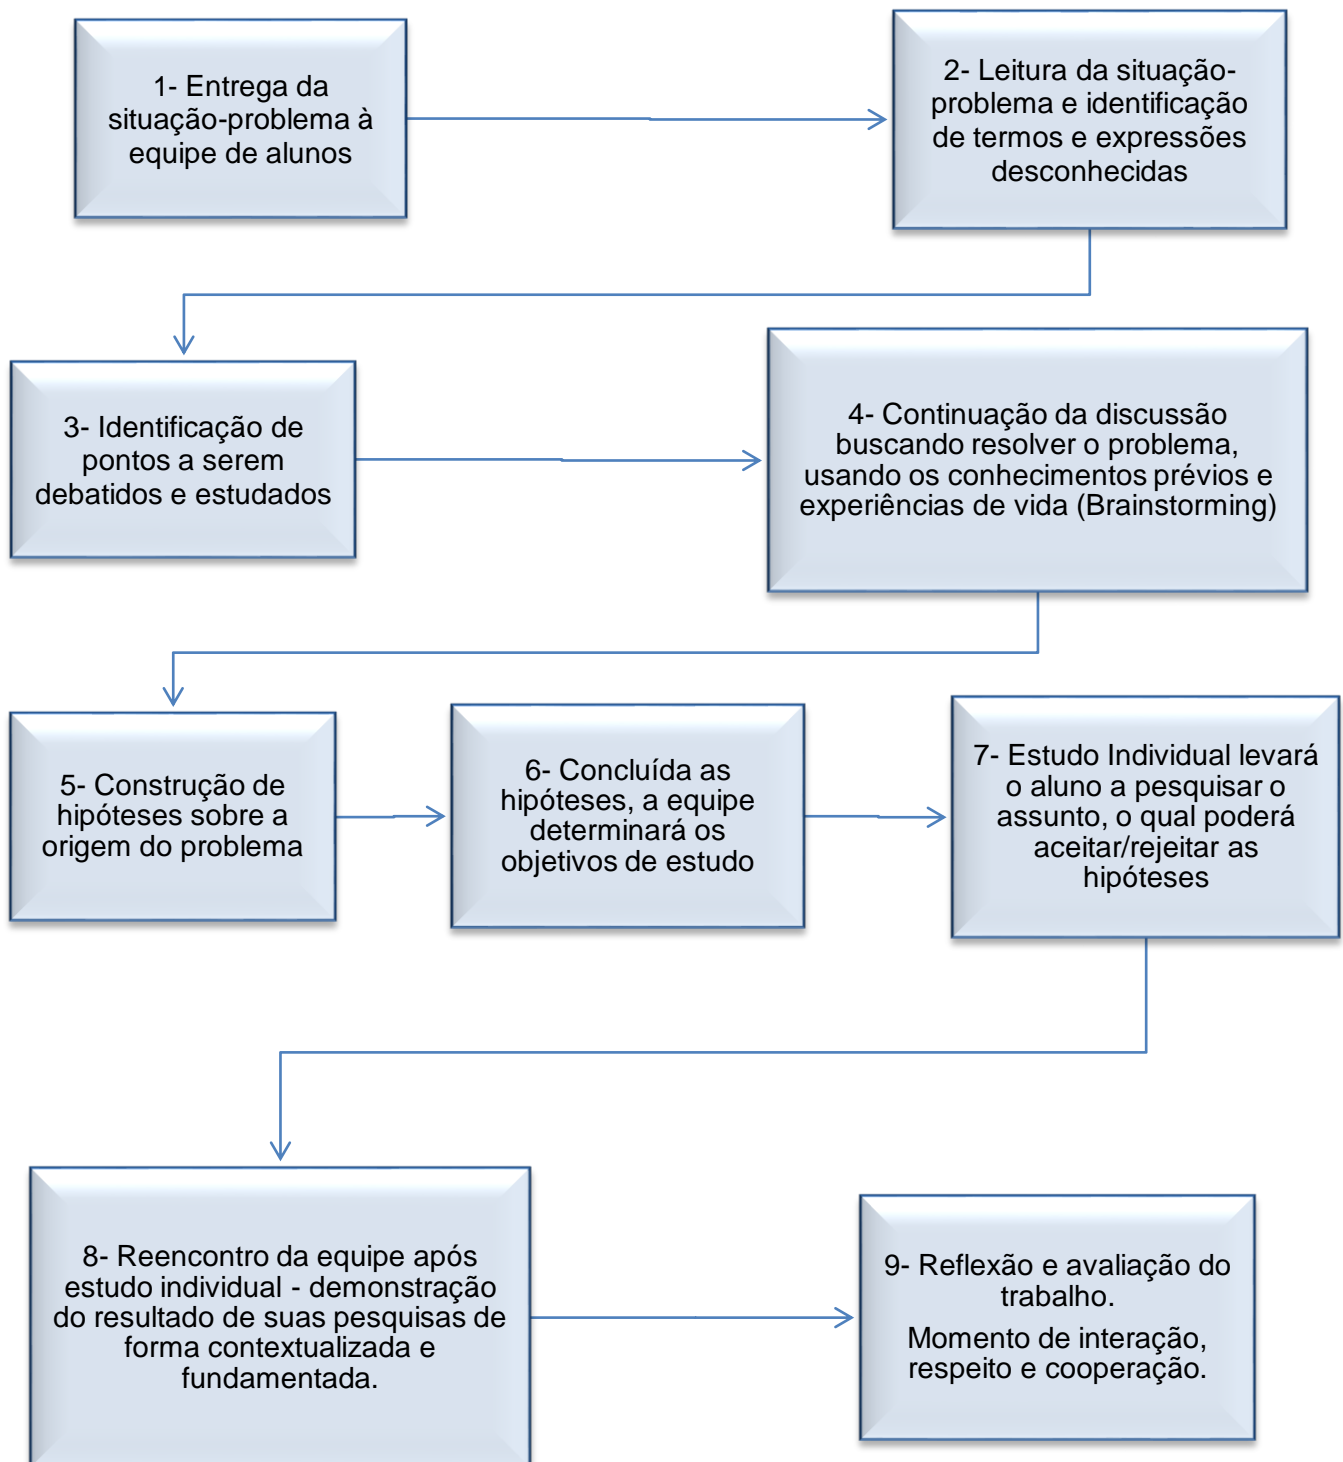 1- Entrega da
situação-problema à
equipe de alunos
2- Leitura da situação-
problema e identificação
de termos e expressões
desconhecidas
3- Identificação de
pontos a serem
debatidos e estudados
4- Continuação da discussão
buscando resolver o problema,
usando os conhecimentos prévios e
experiências de vida (Brainstorming)
5- Construção de
hipóteses sobre a
origem do problema
6- Concluída as
hipóteses, a equipe
determinará os
objetivos de estudo
7- Estudo Individual levará
o aluno a pesquisar o
assunto, o qual poderá
aceitar/rejeitar as
hipóteses
8- Reencontro da equipe após
estudo individual - demonstração
do resultado de suas pesquisas de
forma contextualizada e
fundamentada.
9- Reflexão e avaliação do
trabalho.
Momento de interação,
respeito e cooperação.